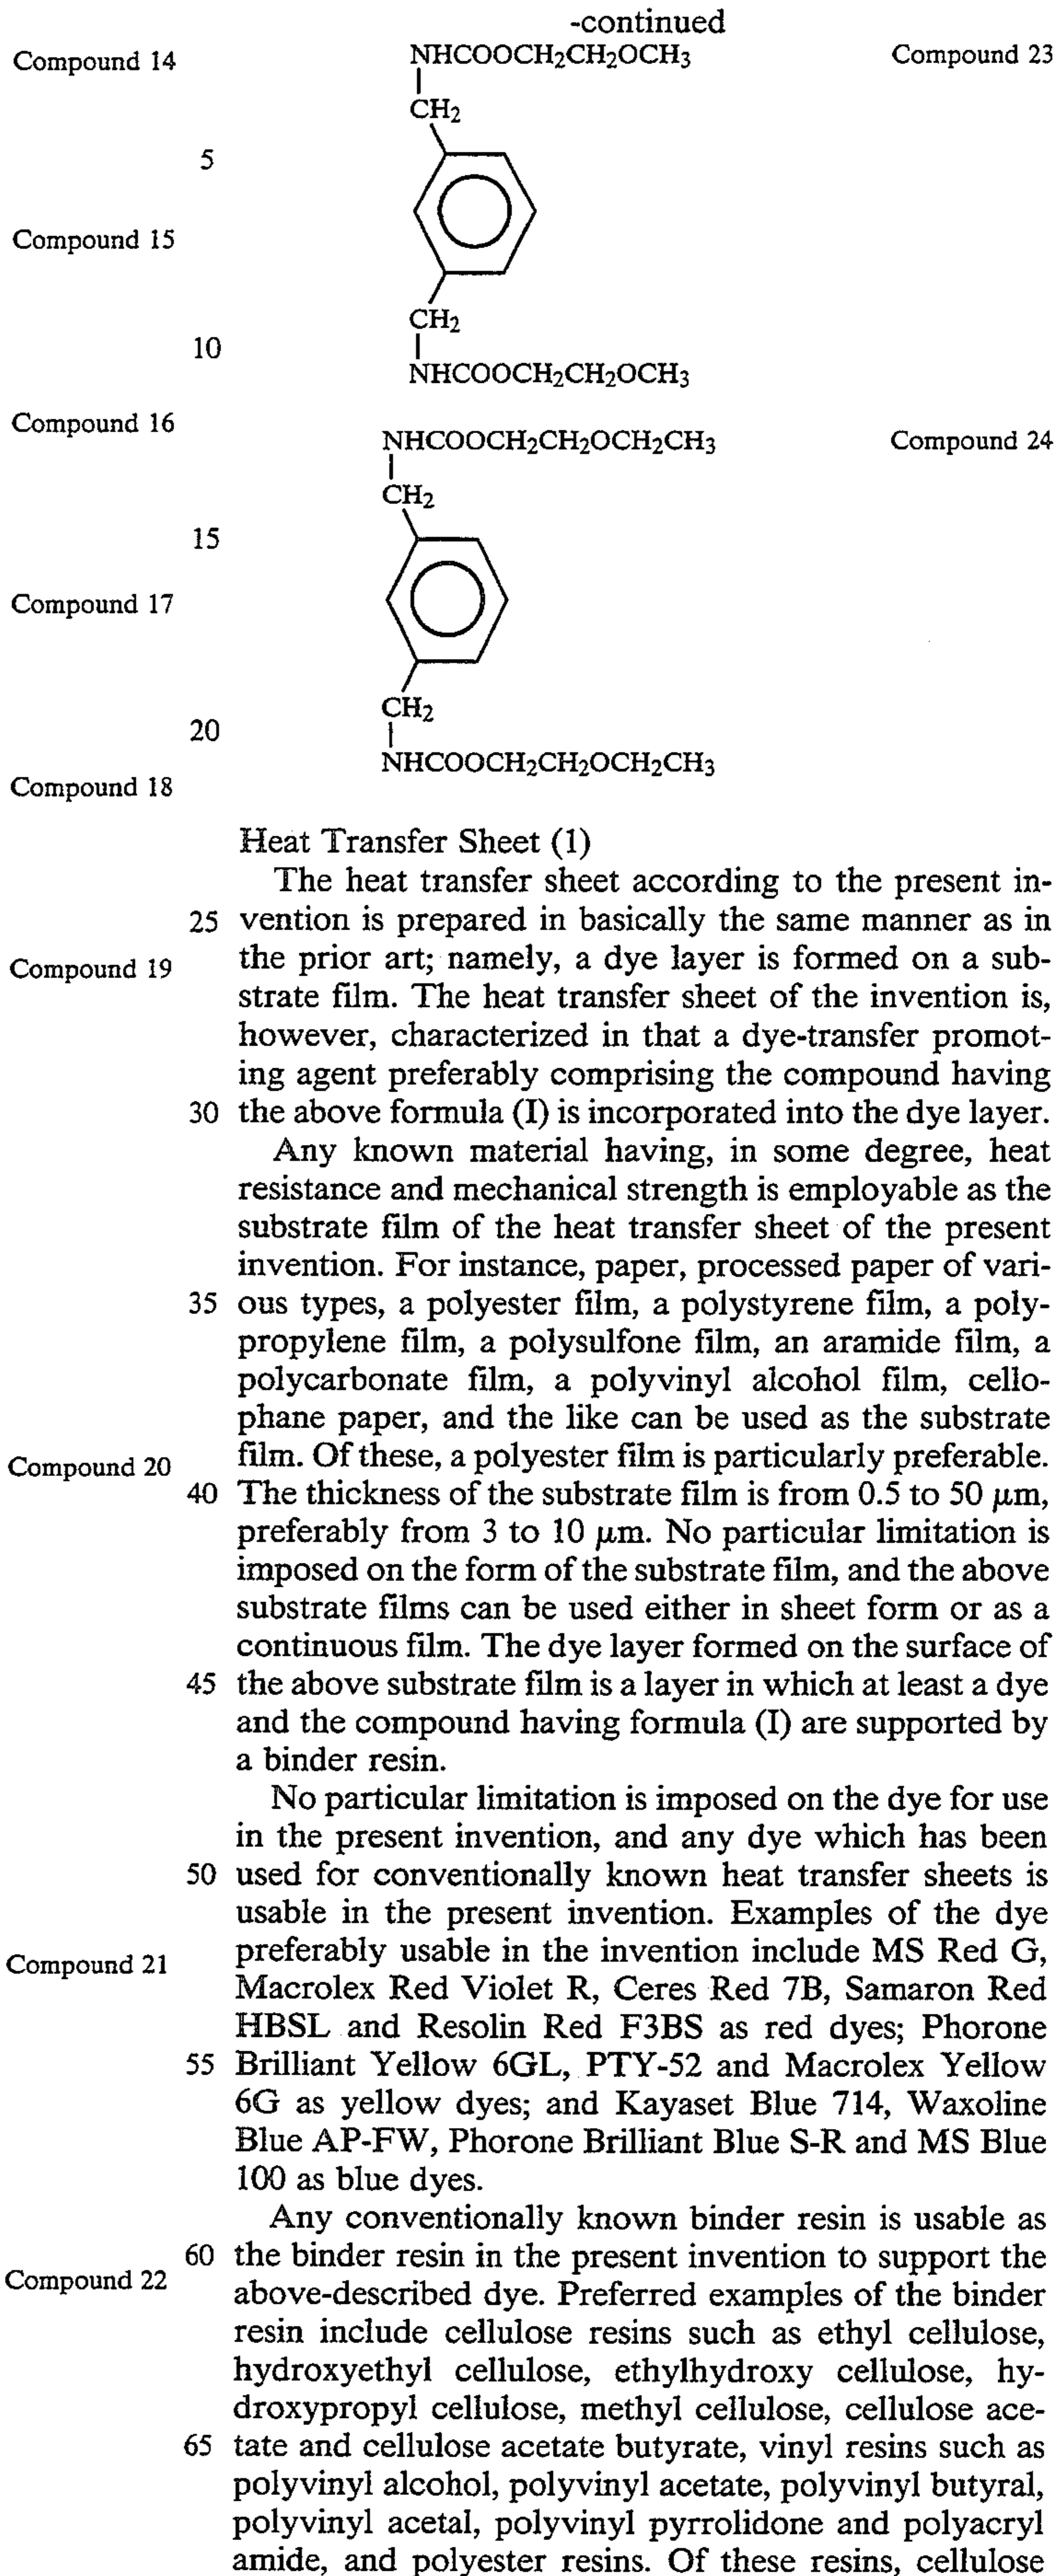 -continued
Compound 14
NHCOOCH2CH2OCH3
Compound 23
CH2
5
Compound 15
CH2
10
NHCOOCH2CH2OCH3
Compound 16
NHCOOCH2CH2OCH2CH3
Compound 24
CH2
15
Compound 17
CH2
20
NHCOOCH2CH2OCH2CH3
Compound 18
Heat Transfer Sheet (1)
The heat transfer sheet according to the present in-
25 vention is prepared in basically the same manner as in
Compound 19
the prior art; namely, a dye layer is formed on a sub-
strate film. The heat transfer sheet of the invention is,
however, characterized in that a dye-transfer promot-
ing agent preferably comprising the compound having
30 the above formula (I) is incorporated into the dye layer.
Any known material having, in some degree, heat
resistance and mechanical strength is employable as the
substrate film of the heat transfer sheet of the present
invention. For instance, paper, processed paper of vari-
35 ous types, a polyester film, a polystyrene film, a poly-
propylene film, a polysulfone film, an aramide film, a
polycarbonate film, a polyvinyl alcohol film, cello-
phane paper, and the like can be used as the substrate
film. Of these, a polyester film is particularly preferable.
Compound 20
40 The thickness of the substrate film is from 0.5 to 50 μm,
preferably from 3 to 10 μm. No particular limitation is
imposed on the form of the substrate film, and the above
substrate films can be used either in sheet form or as a
continuous film. The dye layer formed on the surface of
45 the above substrate film is a layer in which at least a dye
and the compound having formula (I) are supported by
a binder resin.
No particular limitation is imposed on the dye for use
in the present invention, and any dye which has been
50 used for conventionally known heat transfer sheets is
usable in the present invention. Examples of the dye
preferably usable in the invention include MS Red G,
Compound 21
Macrolex Red Violet R, Ceres Red 7B, Samaron Red
HBSL and Resolin Red F3BS as red dyes; Phorone
55 Brilliant Yellow 6GL, PTY-52 and Macrolex Yellow
6G as yellow dyes; and Kayaset Blue 714, Waxoline
Blue AP-FW, Phorone Brilliant Blue S-R and MS Blue
100 as blue dyes.
Any conventionally known binder resin is usable as
60 the binder resin in the present invention to support the
Compound 22
above-described dye. Preferred examples of the binder
resin include cellulose resins such as ethyl cellulose,
hydroxyethyl cellulose, ethylhydroxy cellulose, hy-
droxypropyl cellulose, methyl cellulose, cellulose ace-
65 tate and cellulose acetate butyrate, vinyl resins such as
polyvinyl alcohol, polyvinyl acetate, polyvinyl butyral,
polyvinyl acetal, polyvinyl pyrrolidone and polyacryl
amide, and polyester resins. Of these resins, cellulose